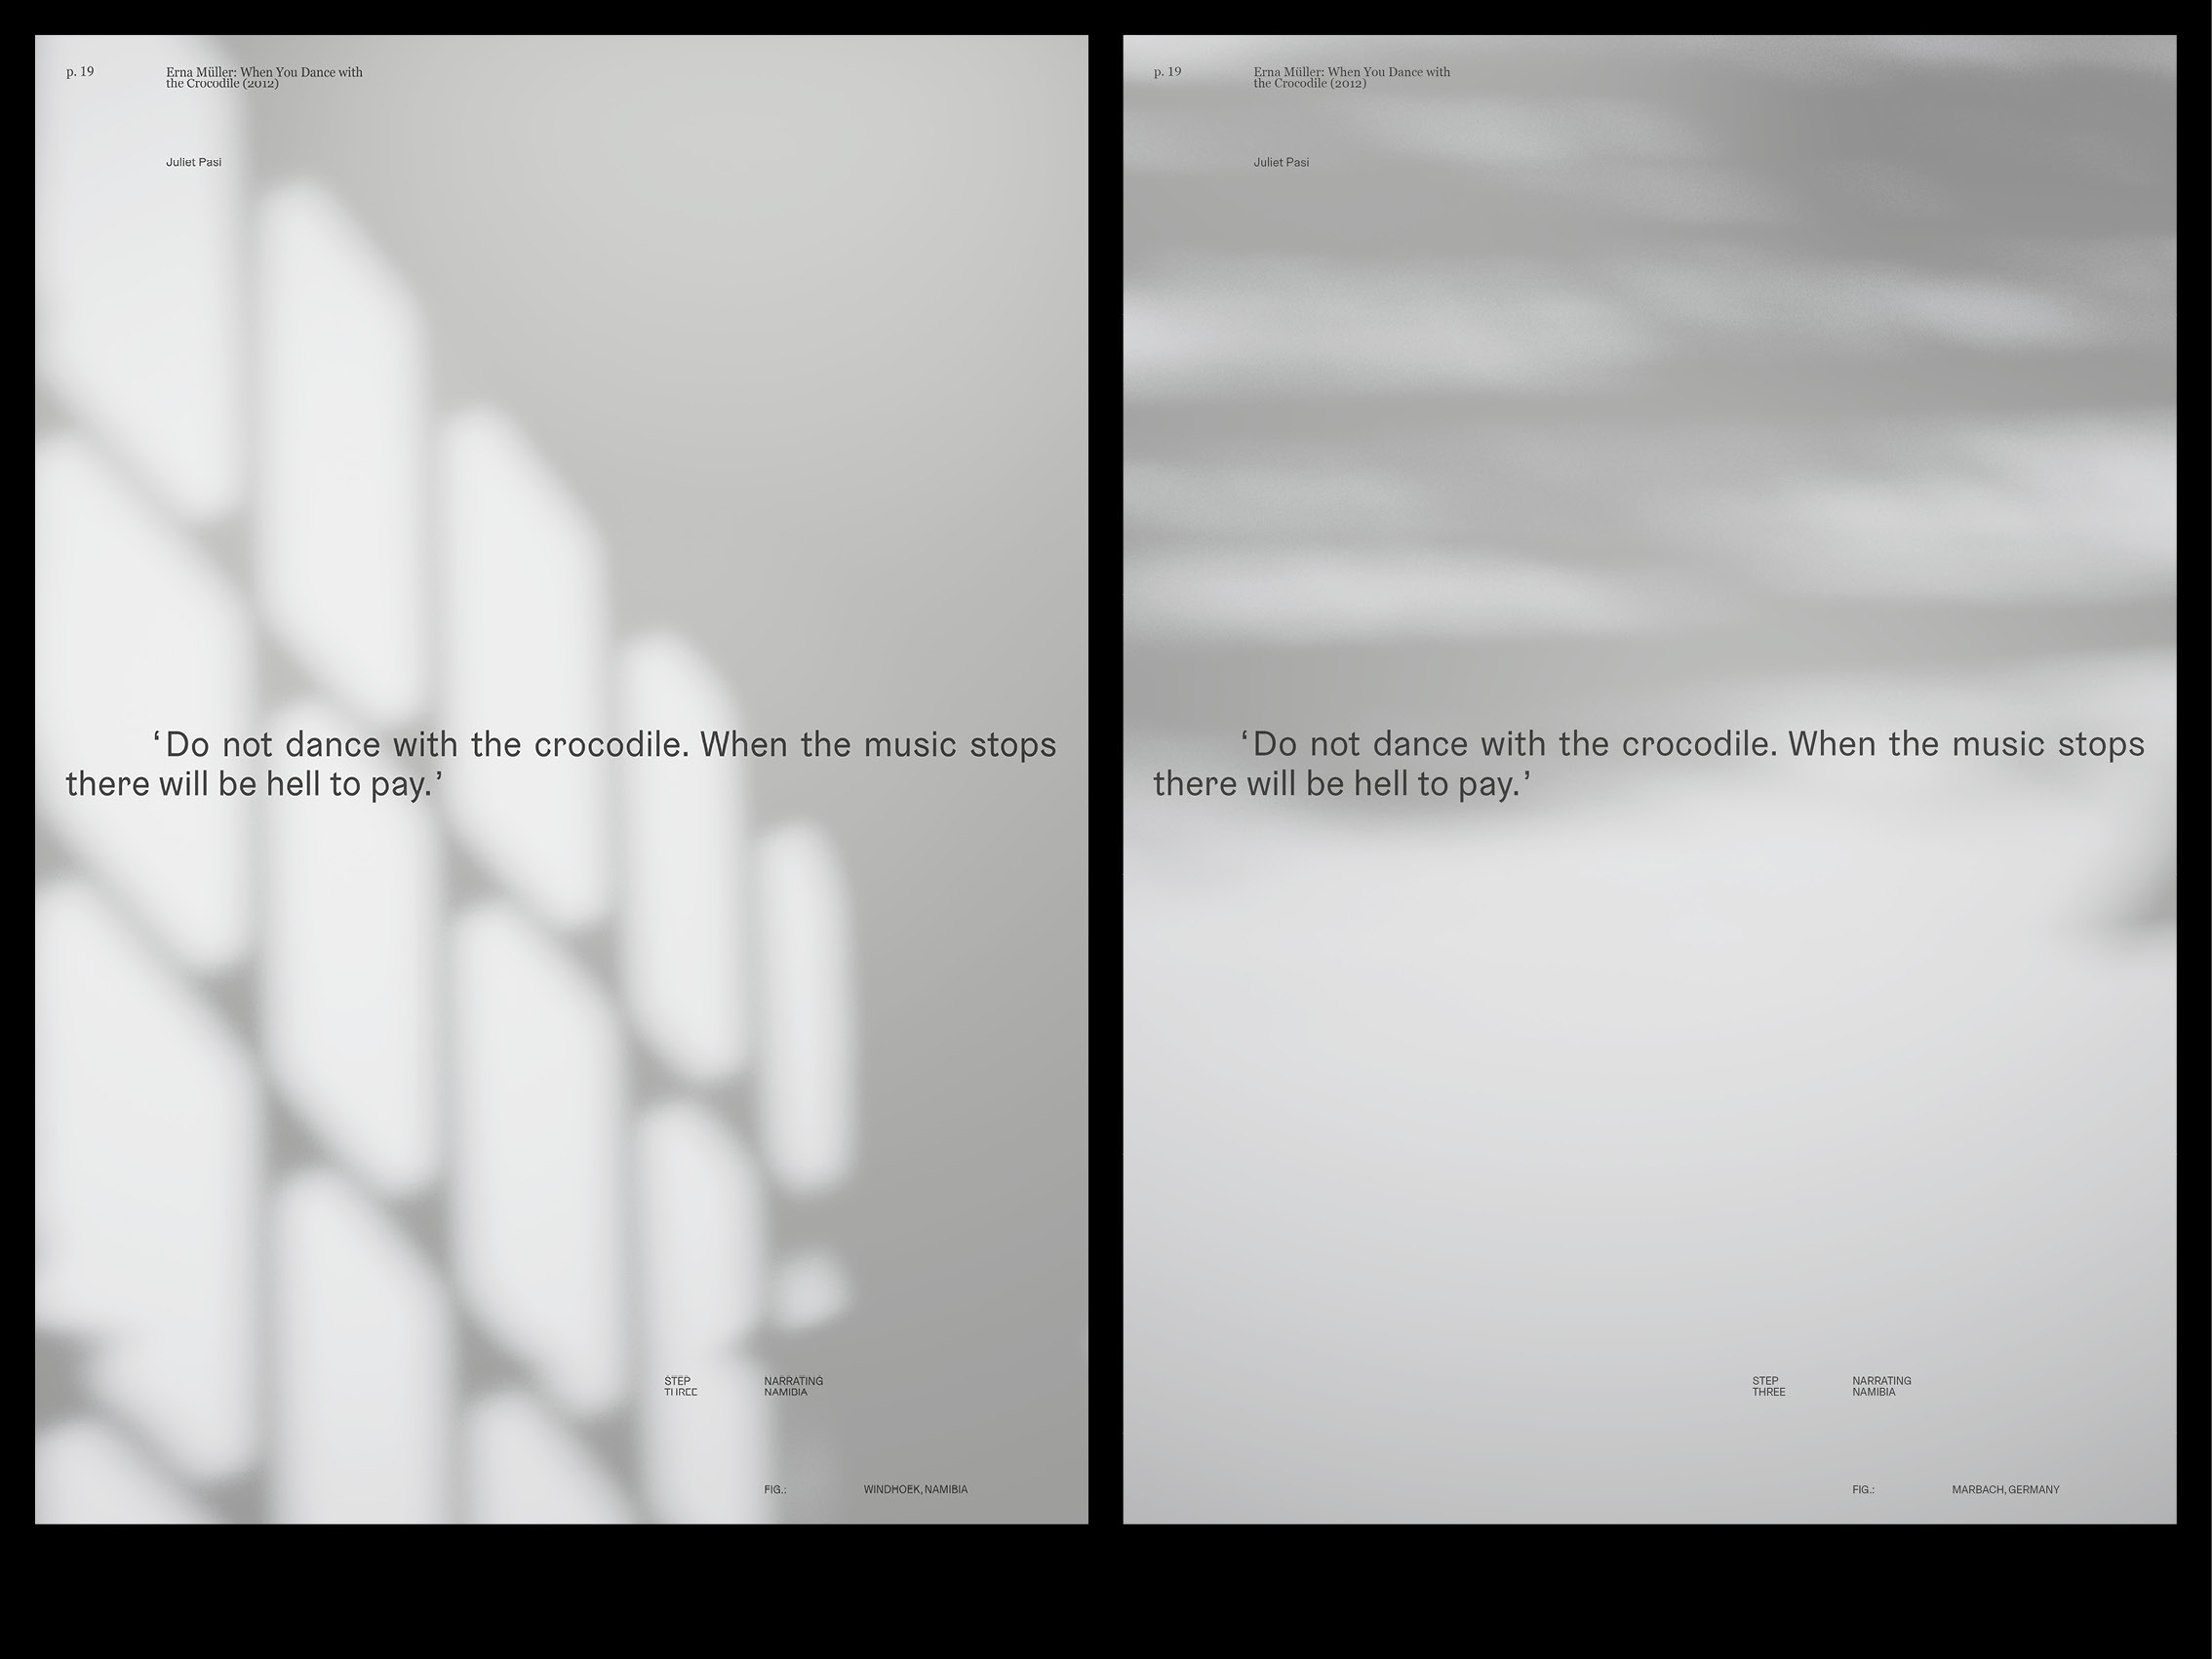 p. 19
Erna Müller: When You Dance with
the Crocodile (2012)
Juliet Pasi
‘Do not dance with the crocodile. When the music stops
there will be hell to pay.’
STEP
THREE
NARRATING
NAMIBIA
FIG.:
WINDHOEK, NAMIBIA
p. 19
Erna Müller: When You Dance with
the Crocodile (2012)
Juliet Pasi
‘Do not dance with the crocodile. When the music stops
there will be hell to pay.’
STEP
THREE
NARRATING
NAMIBIA
FIG.:
MARBACH, GERMANY